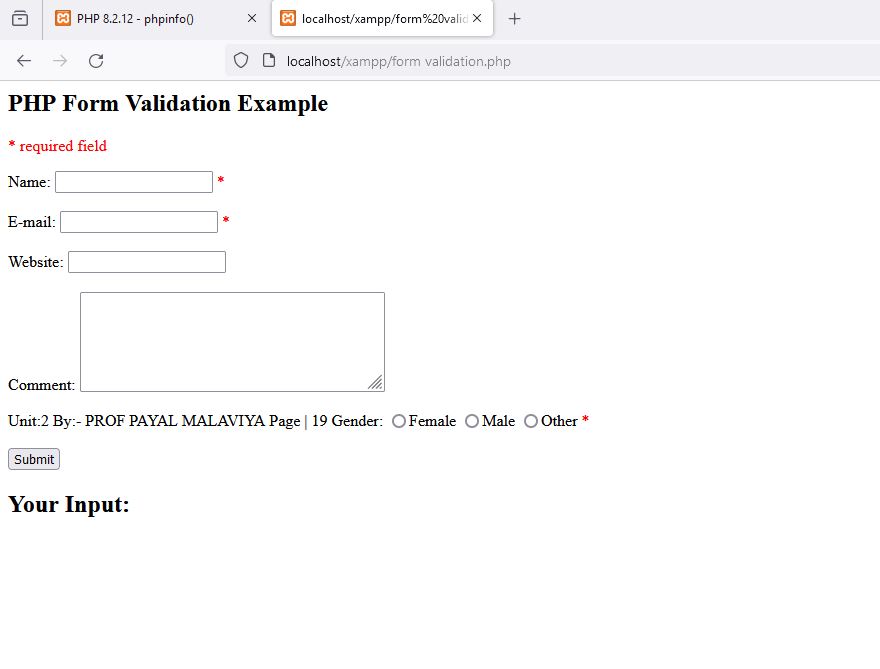 PHP 8.2.12 - phpinfo()
localhost/xampp/form%20valid
localhost/xampp/form validation.php
PHP Form Validation Example
* required field
Name: *
E-mail: *
Website:
Comment:
Unit:2 By:- PROF PAYAL MALAVIYA Page | 19 Gender: Female Male Other *
Submit
Your Input: